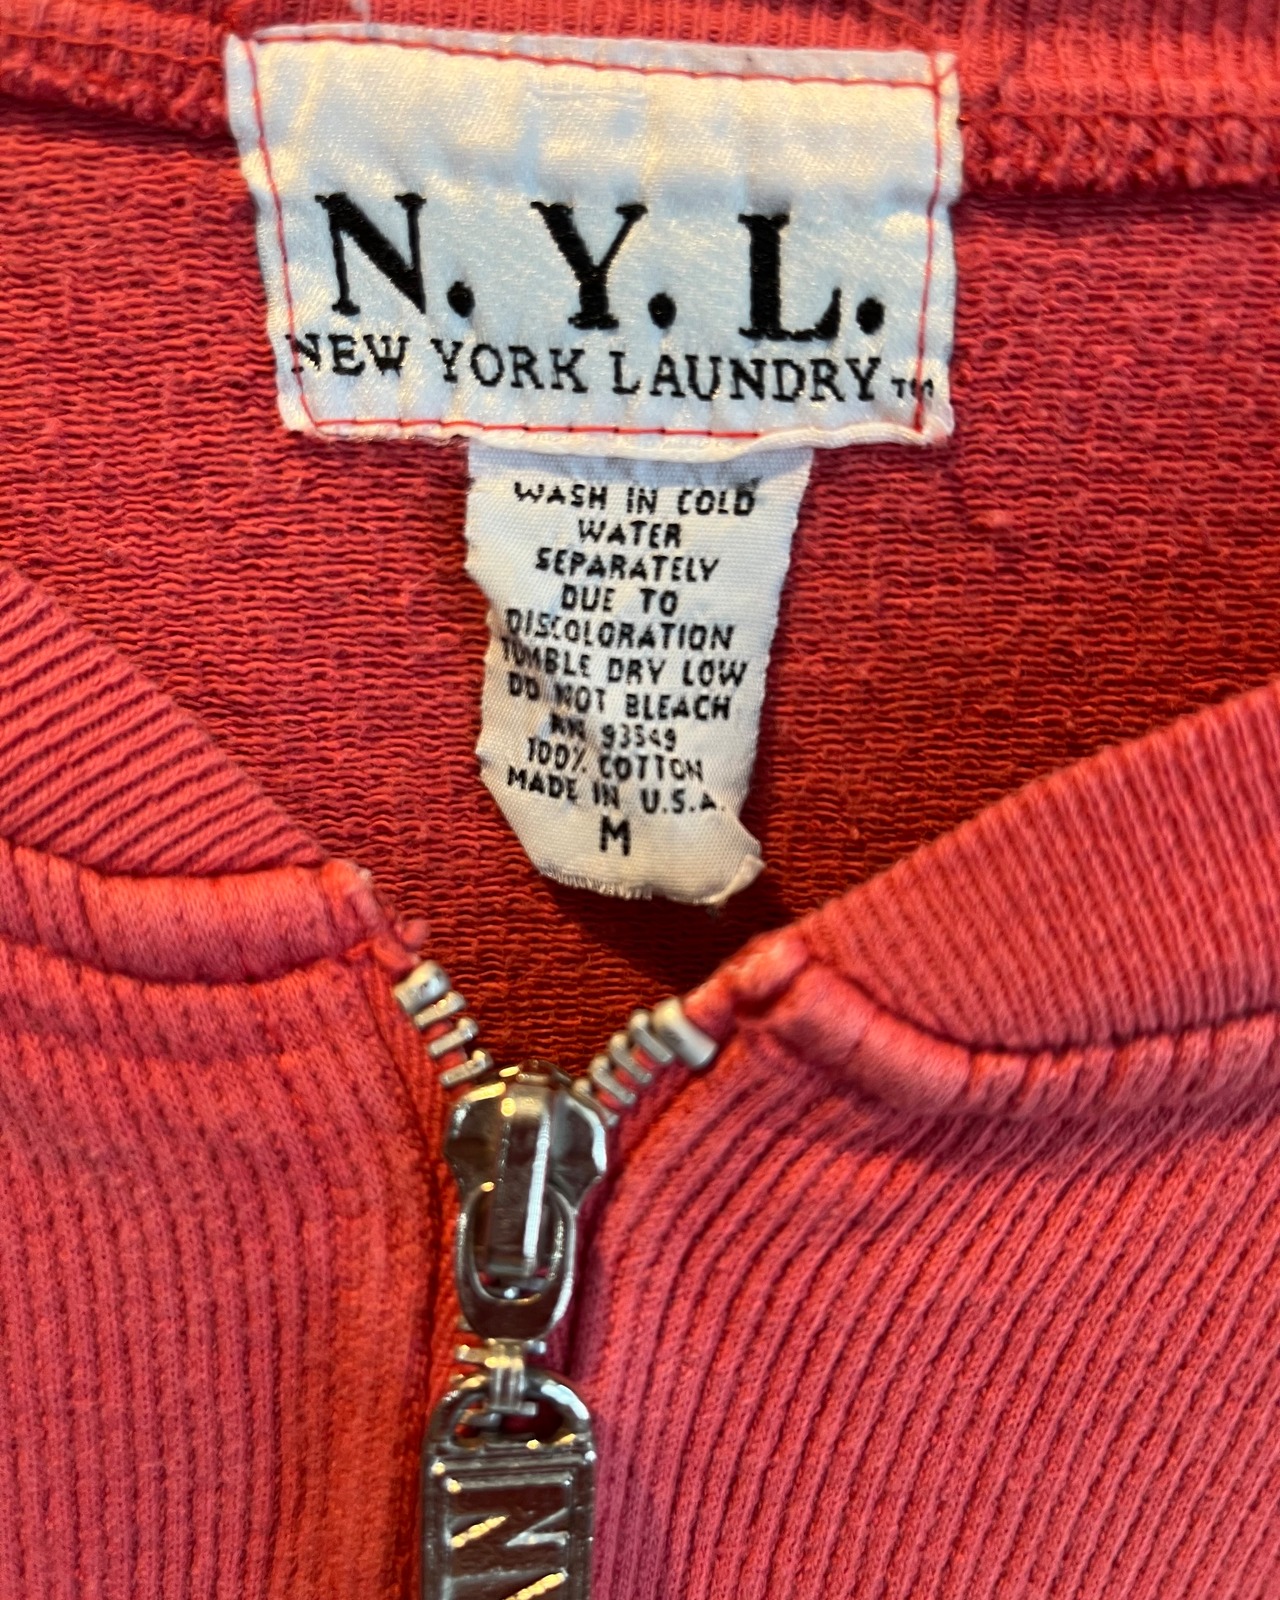 N. Y. L.
NEW YORK LAUNDRY™
WASH IN COLD
WATER
SEPARATELY
DUE TO
DISCOLORATION
TUMBLE DRY LOW
DO NOT BLEACH
RN 93549
100% COTTON
MADE IN U.S.A.
M
N